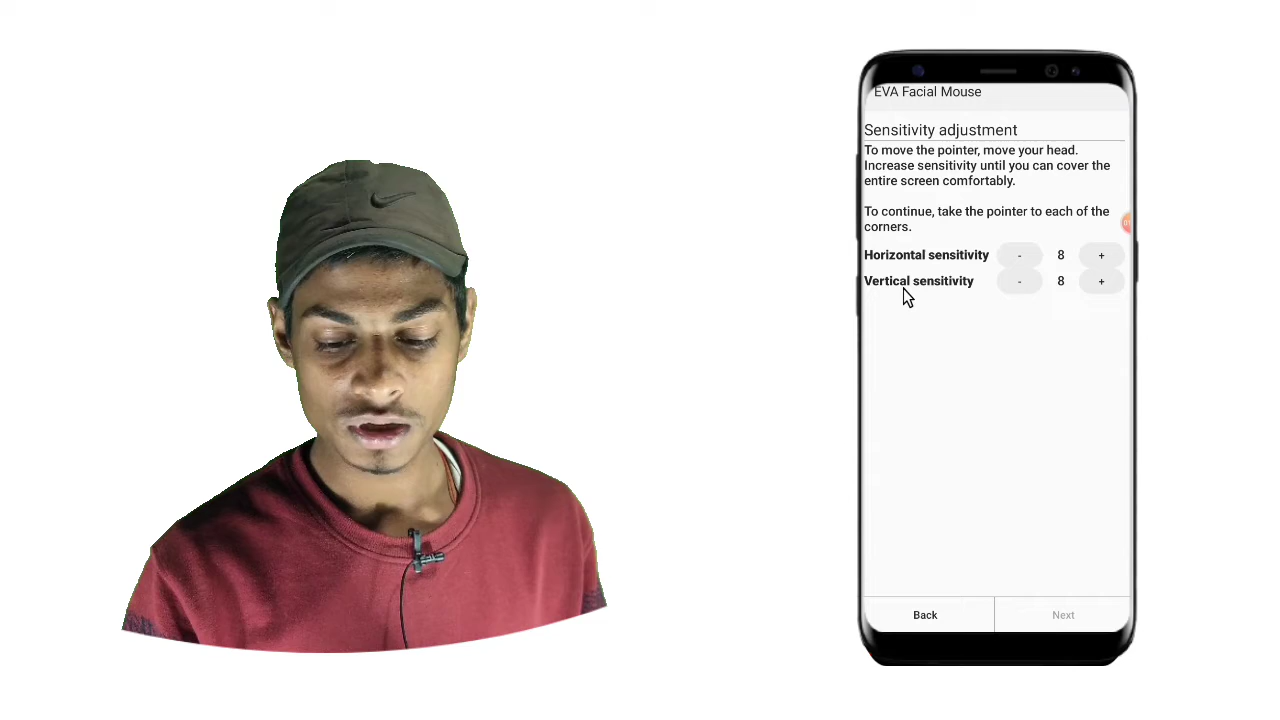 EVA Facial Mouse
Sensitivity adjustment
To move the pointer, move your head.
Increase sensitivity until you can cover the
entire screen comfortably.
To continue, take the pointer to each of the
corners.
Horizontal sensitivity - 8 +
Vertical sensitivity - 8 +
Back Next